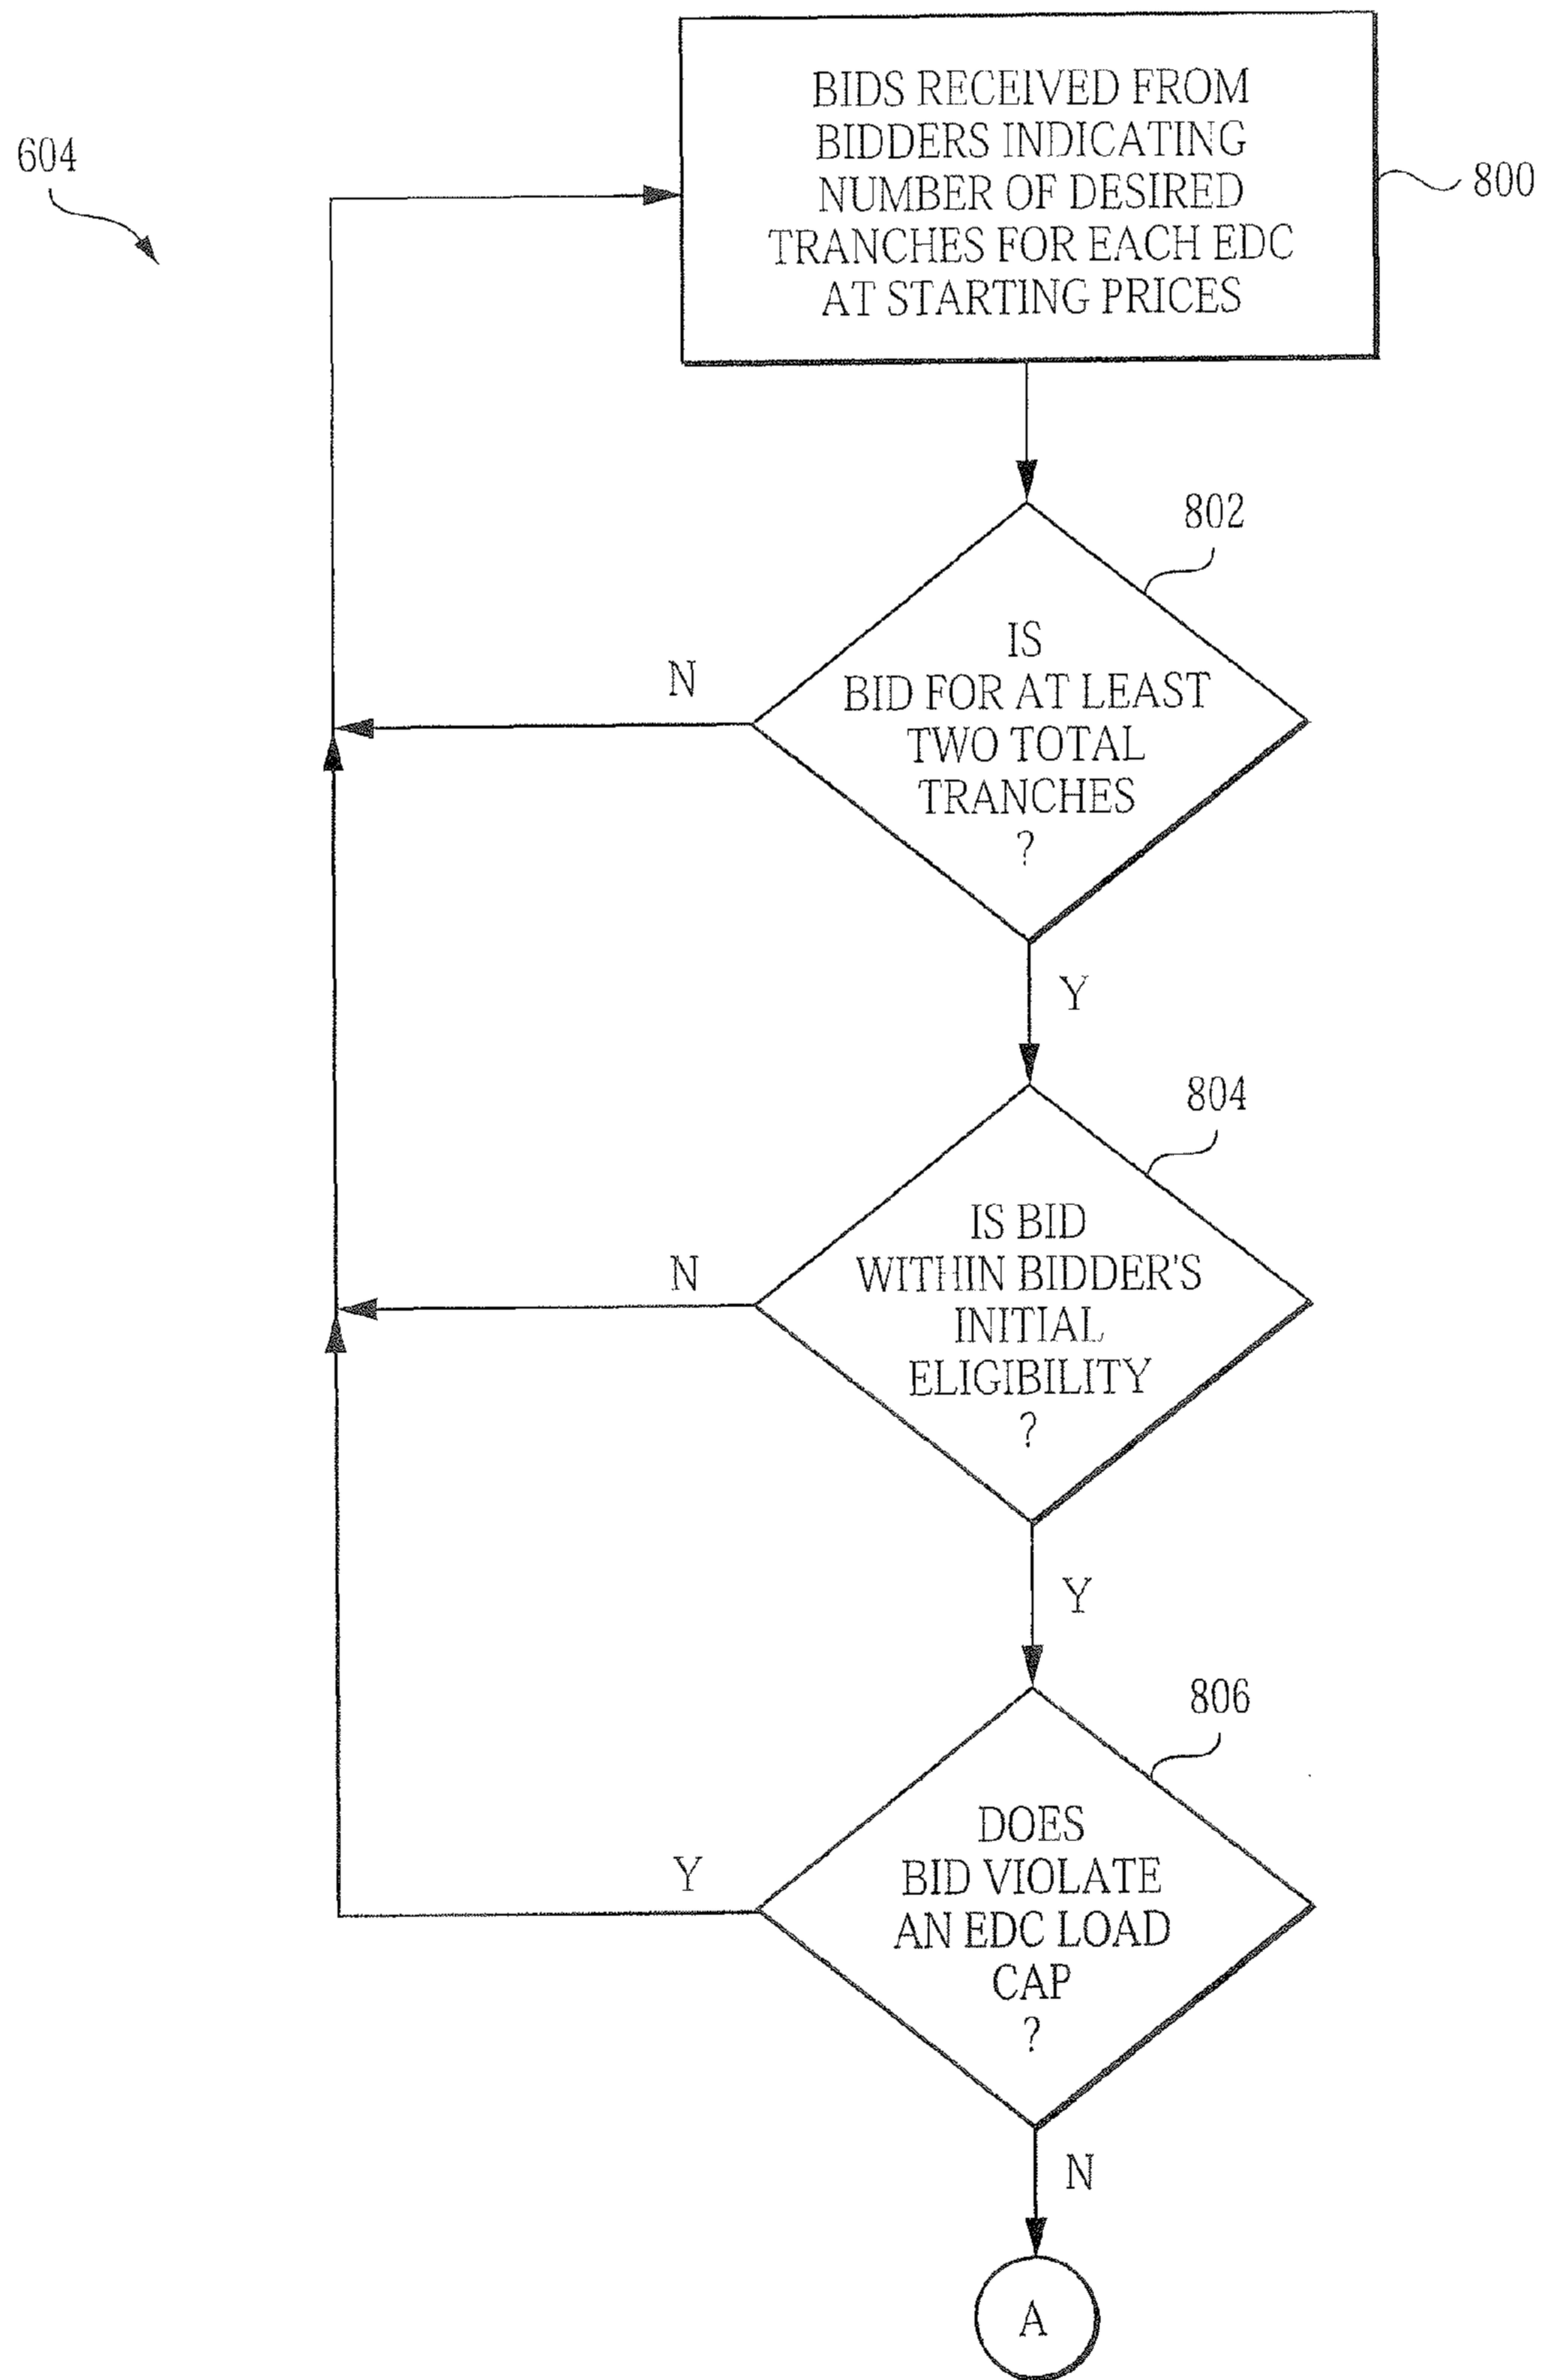 BIDS RECEIVED FROM
BIDDERS INDICATING
NUMBER OF DESIRED
TRANCHES FOR EACH EDC
AT STARTING PRICES
604
800
802
IS
BID FOR AT LEAST
TWO TOTAL
TRANCHES
?
N
Y
804
IS BID
WITHIN BIDDER'S
INITIAL
ELIGIBILITY
?
N
Y
806
DOES
BID VIOLATE
AN EDC LOAD
CAP
?
Y
N
A